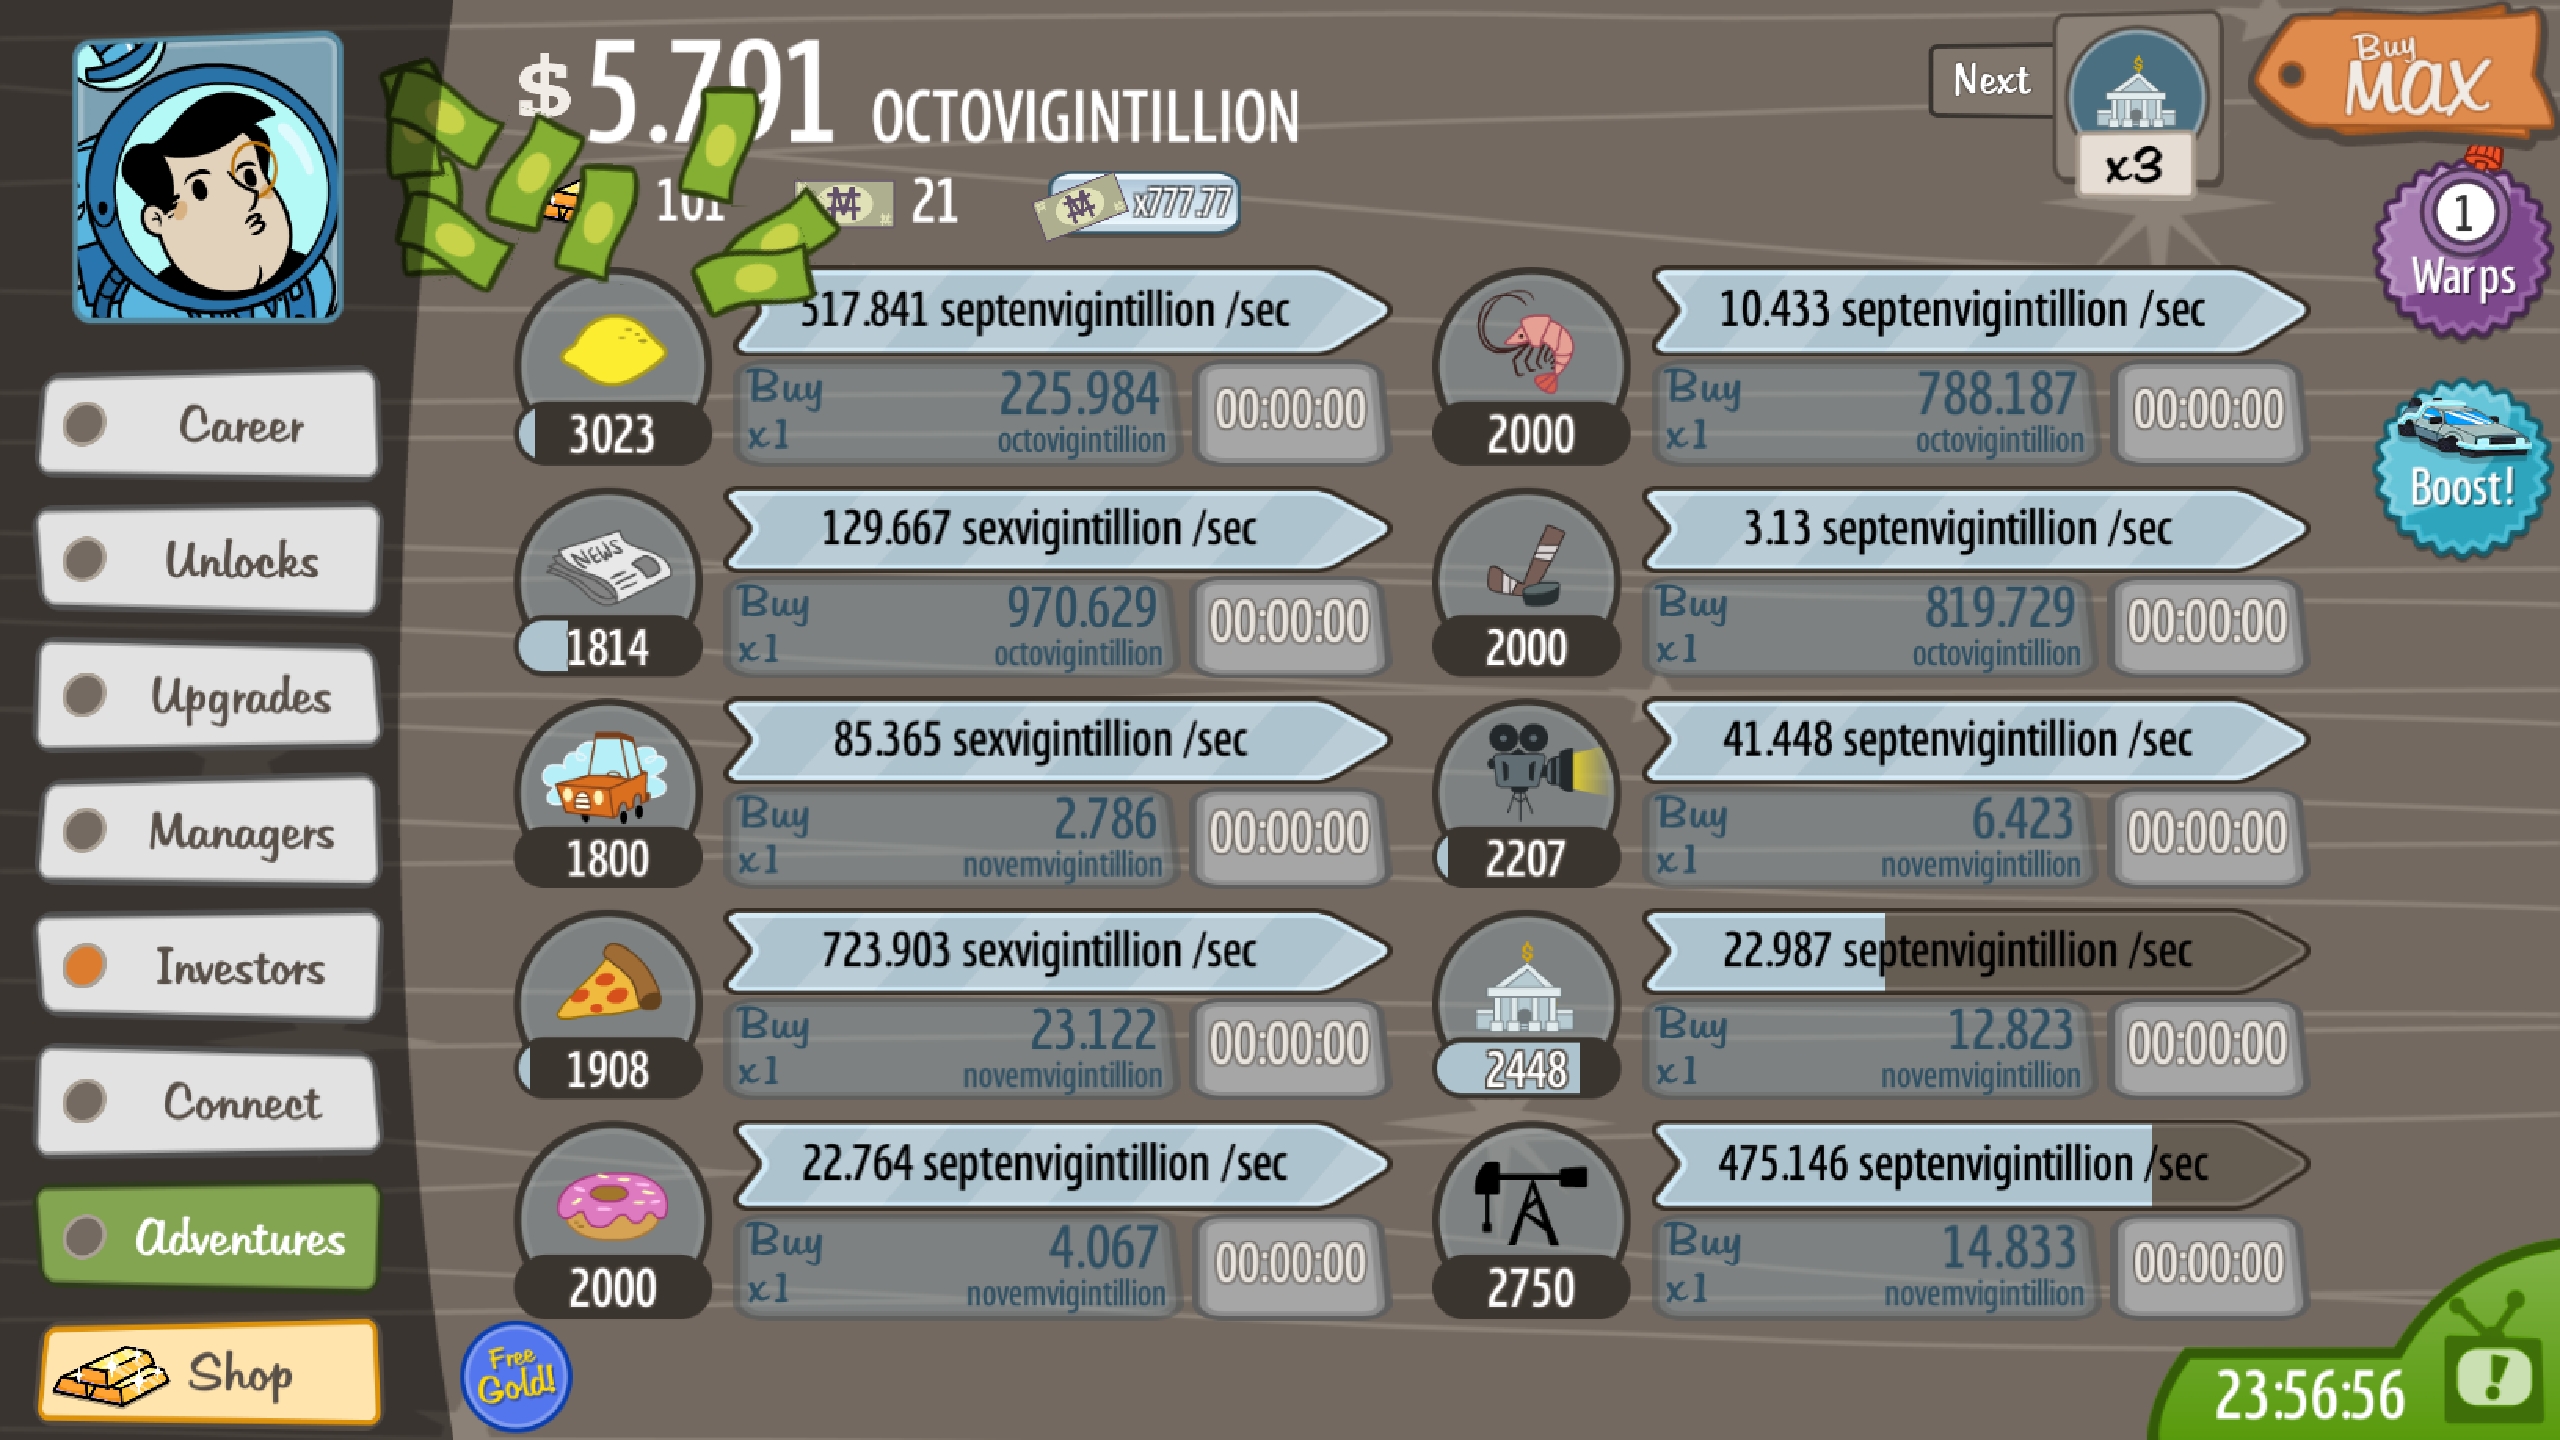 $5.791 OCTOVIGINTILLION
Next
x3
Buy
MAX
101
21
x777.77
1
Warps
Boost!
Career
Unlocks
Upgrades
Managers
Investors
Connect
Adventures
Shop
517.841 septenvigintillion /sec
3023
Buy
x1
225.984
octovigintillion
00:00:00
NEWS
129.667 sexvigintillion /sec
1814
Buy
x1
970.629
octovigintillion
00:00:00
85.365 sexvigintillion /sec
1800
Buy
x1
2.786
novemvigintillion
00:00:00
723.903 sexvigintillion /sec
1908
Buy
x1
23.122
novemvigintillion
00:00:00
22.764 septenvigintillion /sec
2000
Buy
x1
4.067
novemvigintillion
00:00:00
10.433 septenvigintillion /sec
2000
Buy
x1
788.187
octovigintillion
00:00:00
3.13 septenvigintillion /sec
2000
Buy
x1
819.729
octovigintillion
00:00:00
41.448 septenvigintillion /sec
2207
Buy
x1
6.423
novemvigintillion
00:00:00
22.987 septenvigintillion /sec
$
2448
Buy
x1
12.823
novemvigintillion
00:00:00
475.146 septenvigintillion /sec
2750
Buy
x1
14.833
novemvigintillion
00:00:00
Free
Gold!
23:56:56
!